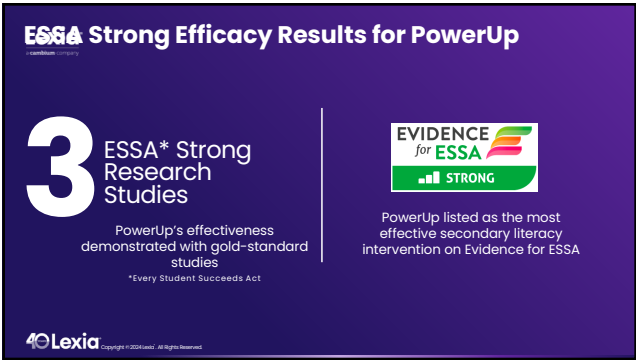 ESSA Strong Efficacy Results for PowerUp
Lexia
a cambium company
3
ESSA* Strong
Research
Studies
PowerUp’s effectiveness
demonstrated with gold-standard
studies
*Every Student Succeeds Act
EVIDENCE
for ESSA
STRONG
PowerUp listed as the most
effective secondary literacy
intervention on Evidence for ESSA
40 Lexia
Copyright © 2024 Lexia®. All Rights Reserved.